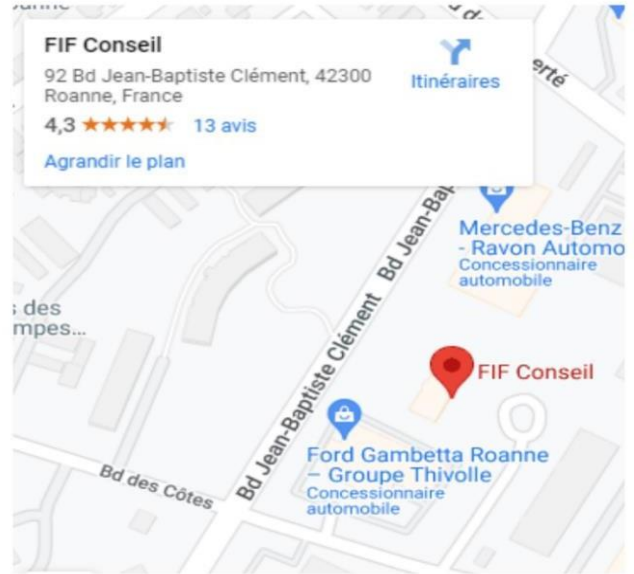 FIF Conseil
92 Bd Jean-Baptiste Clément, 42300
Roanne, France
4,3 13 avis
Agrandir le plan
Itinéraires
erté
Bd Jean-Bap
Mercedes-Benz
- Ravon Automo
Concessionnaire
automobile
s des
mpes...
Bd Jean-Baptiste Clément
FIF Conseil
Ford Gambetta Roanne
– Groupe Thivolle
Concessionnaire
automobile
Bd des Côtes